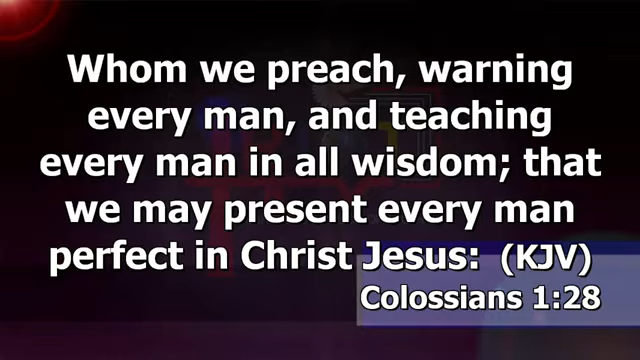 Whom we preach, warning
every man, and teaching
every man in all wisdom; that
we may present every man
perfect in Christ Jesus: (KJV)
Colossians 1:28